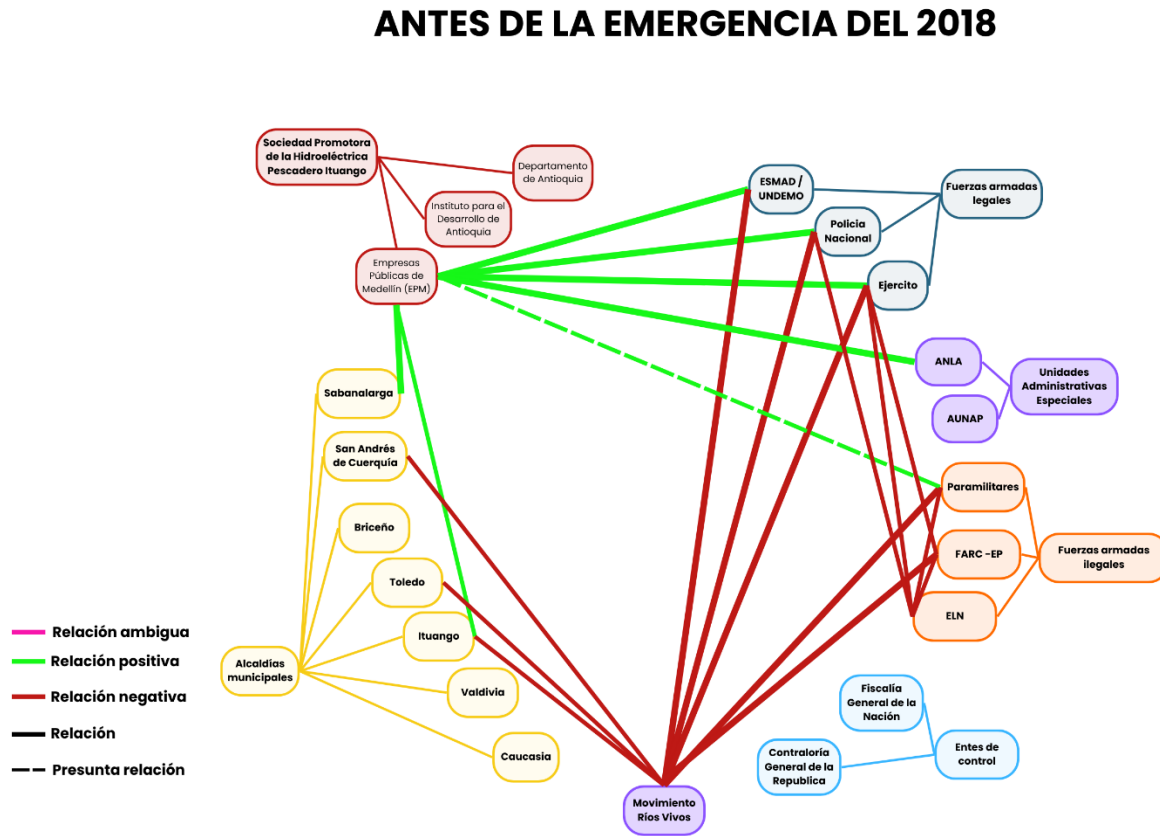 ANTES DE LA EMERGENCIA DEL 2018
Sociedad Promotora
de la Hidroeléctrica
Pescadero Ituango
Departamento
de Antioquia
Instituto para el
Desarrollo de
Antioquia
Empresas
Públicas de
Medellín (EPM)
ESMAD /
UNDEMO
Fuerzas armadas
legales
Policia
Nacional
Ejercito
ANLA
Unidades
Administrativas
Especiales
AUNAP
Sabanalarga
San Andrés
de Cuerquía
Briceño
Toledo
Ituango
Alcaldías
municipales
Valdivia
Caucasia
Paramilitares
FARC -EP
Fuerzas armadas
ilegales
ELN
Fiscalía
General de la
Nación
Contraloría
General de la
Republica
Entes de
control
Movimiento
Ríos Vivos
Relación ambigua
Relación positiva
Relación negativa
Relación
Presunta relación